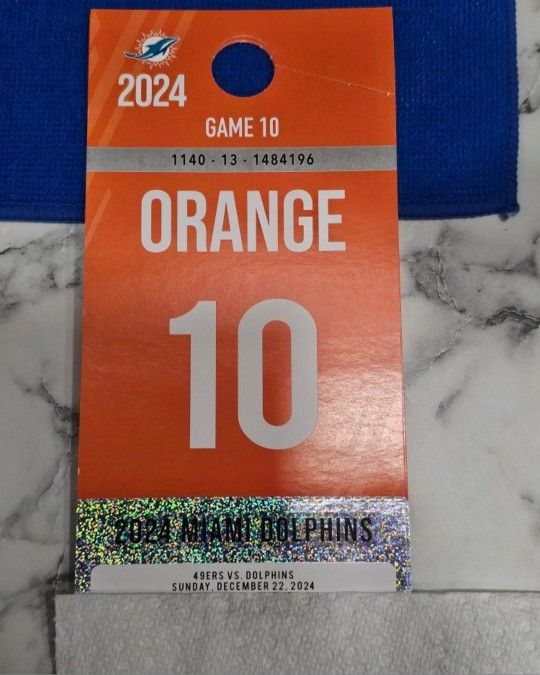 2024
GAME 10
1140 - 13 - 1484196
ORANGE
10
2024 MIAMI DOLPHINS
49ERS VS. DOLPHINS
SUNDAY, DECEMBER 22, 2024